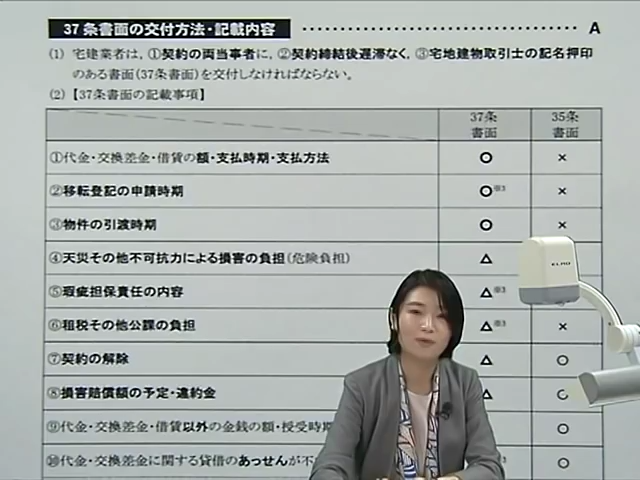 37条書面の交付方法・記載内容 A
(1) 宅建業者は, ①契約の両当事者に, ②契約締結後遅滞なく, ③宅地建物取引士の記名押印
のある書面(37条書面)を交付しなければならない。
(2) 【37条書面の記載事項】
37条書面 35条書面
①代金・交換差金・借賃の額・支払時期・支払方法 ○ ×
②移転登記の申請時期 ○※3 ×
③物件の引渡時期 ○ ×
④天災その他不可抗力による損害の負担(危険負担) △
⑤瑕疵担保責任の内容 △※3
⑥租税その他公課の負担 △※3 ×
⑦契約の解除 △ ○
⑧損害賠償額の予定・違約金 △ ○
⑨代金・交換差金・借賃以外の金銭の額・授受時期 ○
⑩代金・交換差金に関する貸借のあっせんが不 ○
ELMO